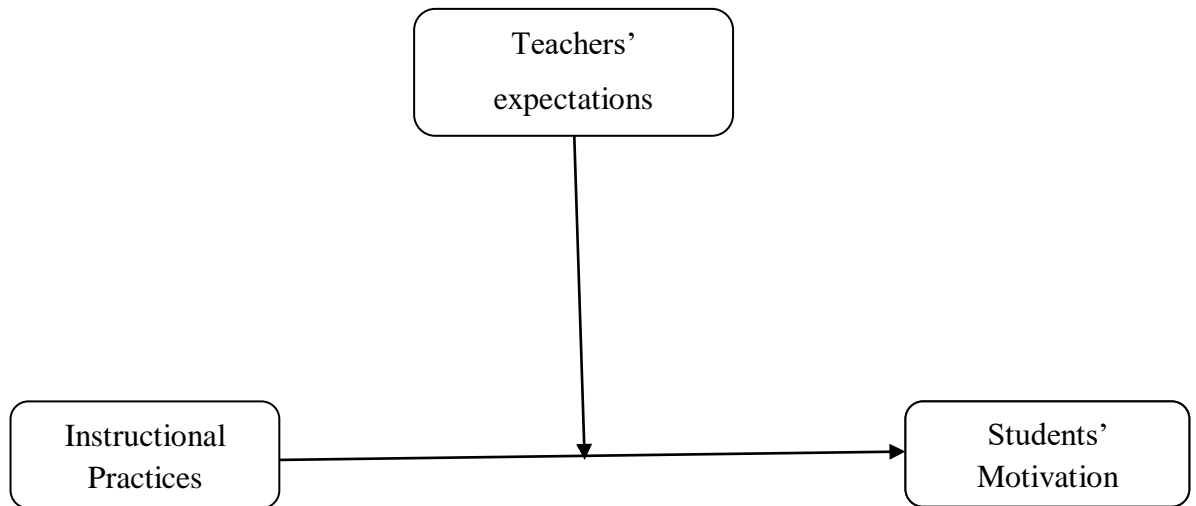 Teachers’
expectations
Instructional
Practices
Students’
Motivation